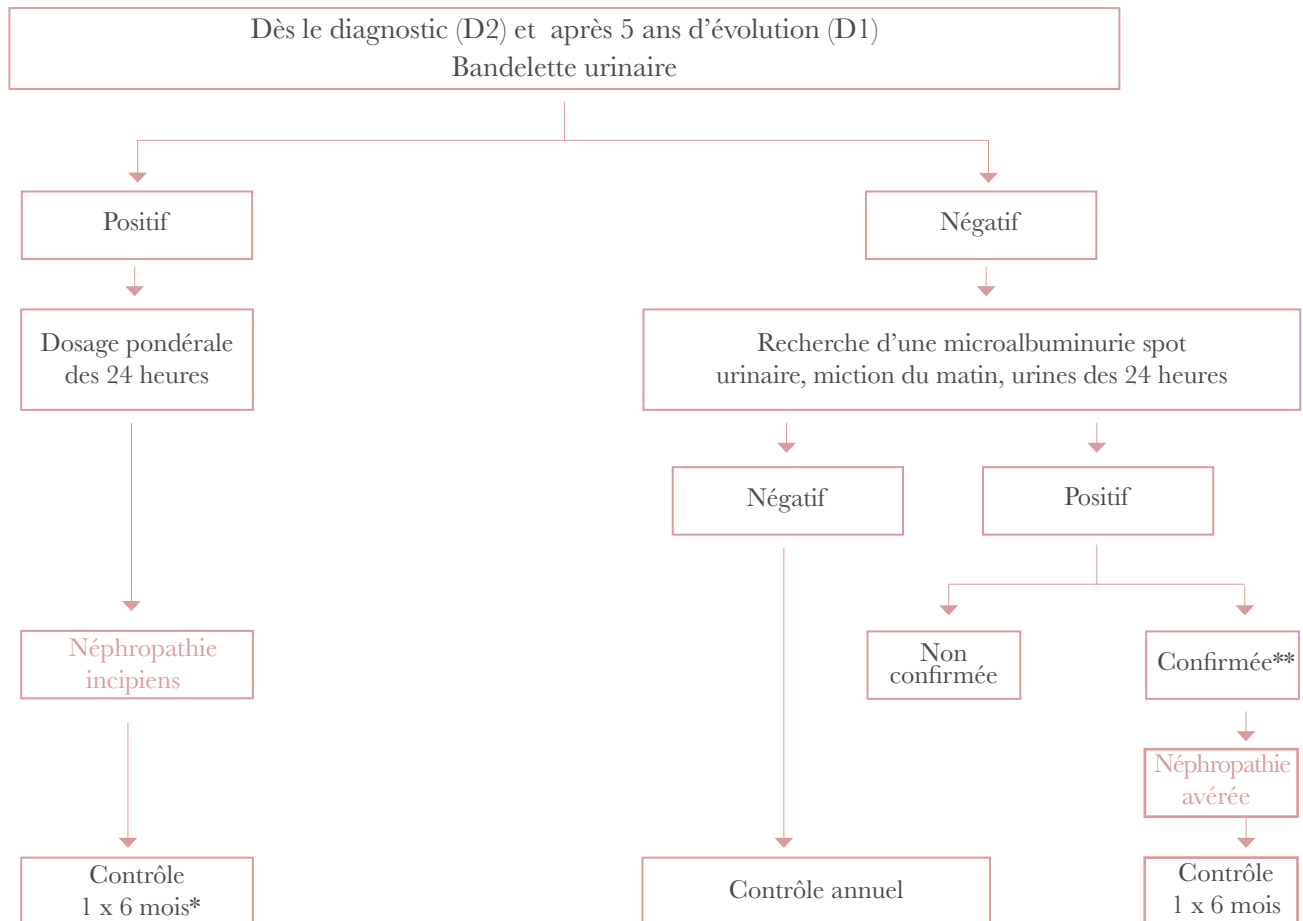 Dès le diagnostic (D2) et après 5 ans d’évolution (D1)
Bandelette urinaire
Positif
Négatif
Dosage pondérale
des 24 heures
Recherche d’une microalbuminurie spot
urinaire, miction du matin, urines des 24 heures
Négatif
Positif
Néphropathie
incipiens
Non
confirmée
Confirmée**
Néphropathie
avérée
Contrôle
1 x 6 mois*
Contrôle annuel
Contrôle
1 x 6 mois